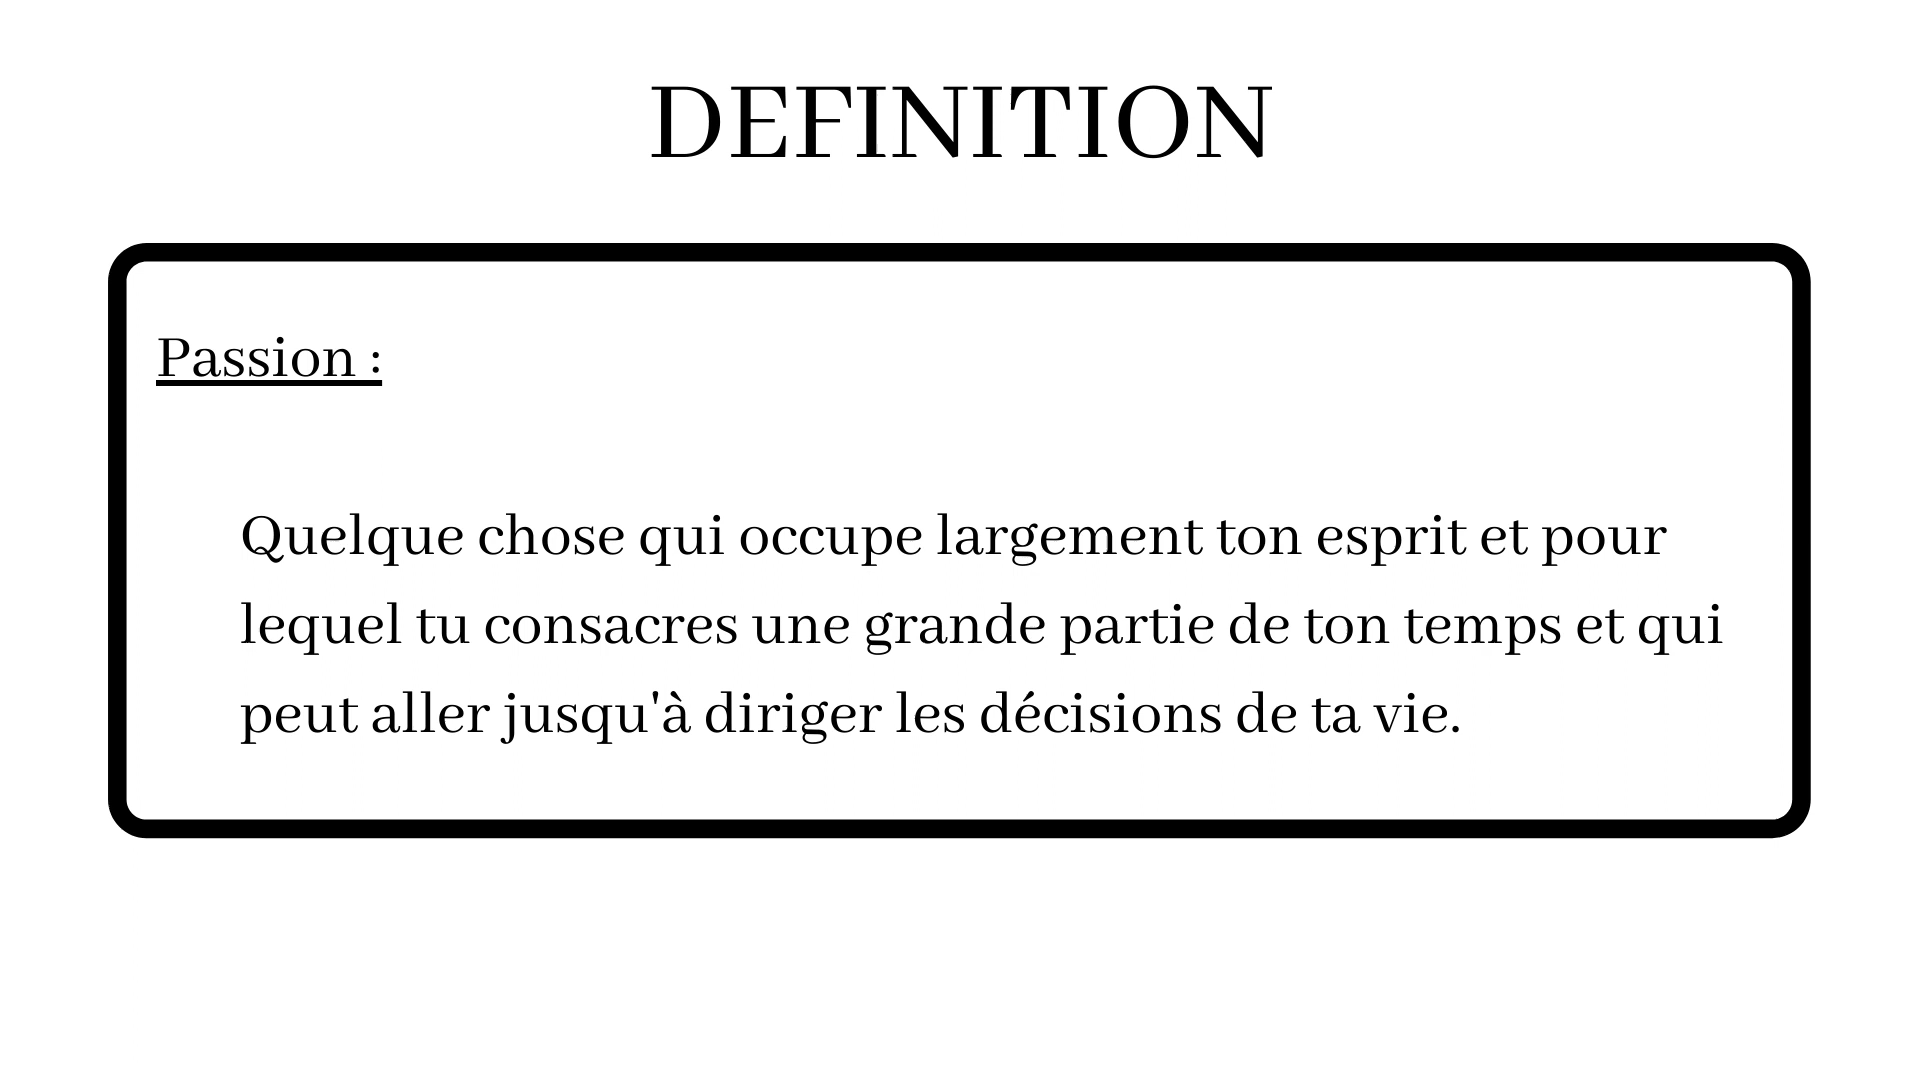 DEFINITION
Passion :
Quelque chose qui occupe largement ton esprit et pour
lequel tu consacres une grande partie de ton temps et qui
peut aller jusqu'à diriger les décisions de ta vie.